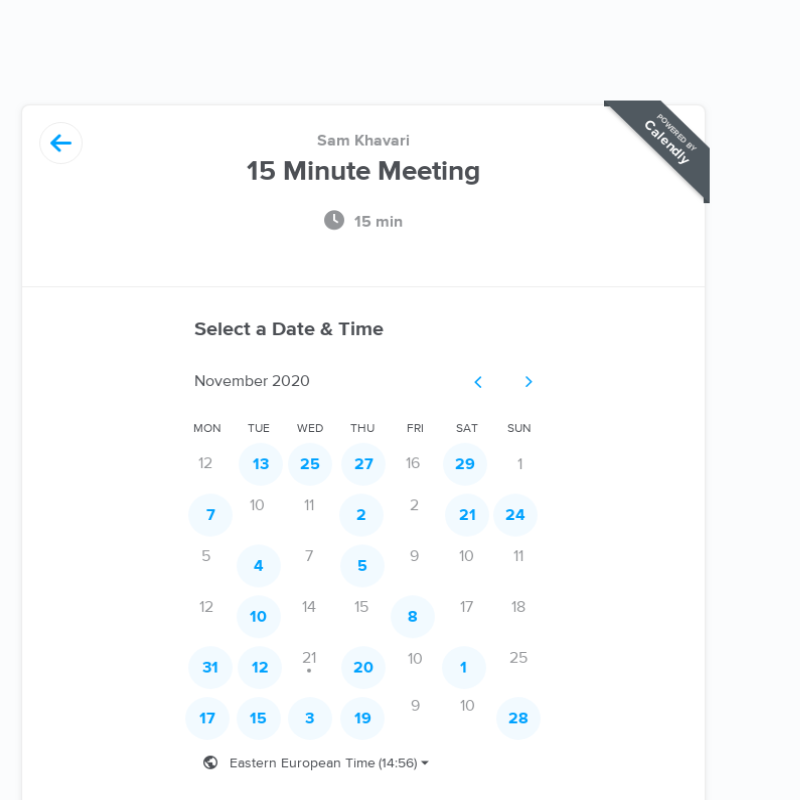 POWERED BY
Calendly
Sam Khavari
15 Minute Meeting
15 min
Select a Date & Time
November 2020
MON TUE WED THU FRI SAT SUN
12 13 25 27 16 29 1
7 10 11 2 2 21 24
5 4 7 5 9 10 11
12 10 14 15 8 17 18
31 12 21 20 10 1 25
17 15 3 19 9 10 28
Eastern European Time (14:56)